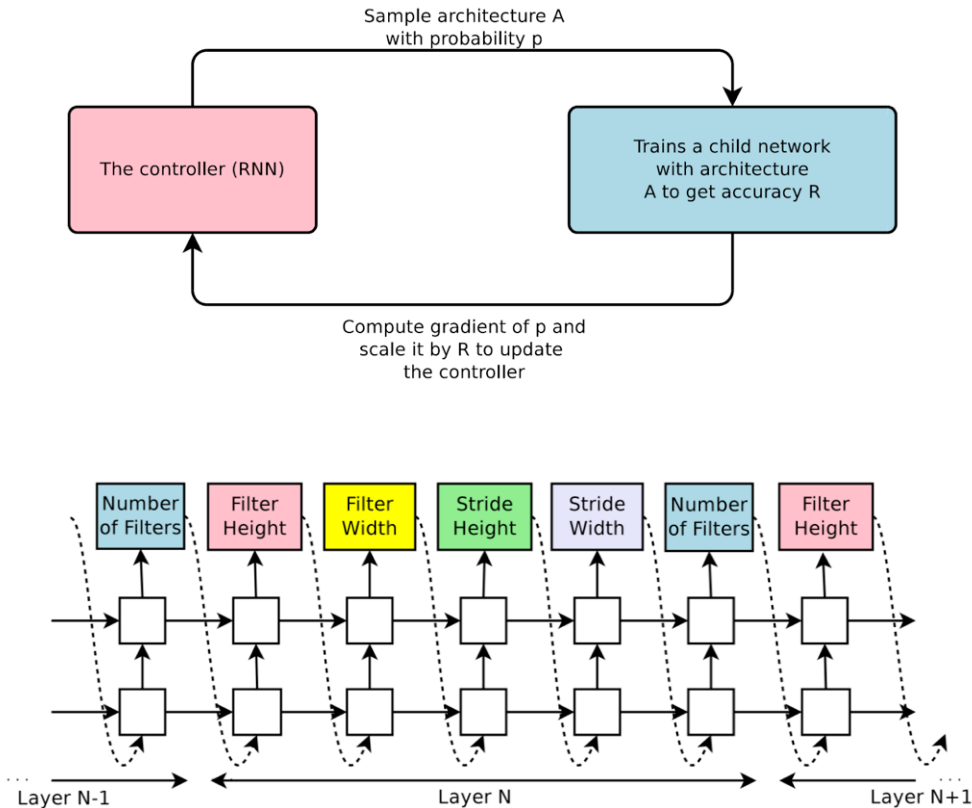 Sample architecture A
with probability p
The controller (RNN)
Trains a child network
with architecture
A to get accuracy R
Compute gradient of p and
scale it by R to update
the controller
Number
of Filters
Filter
Height
Filter
Width
Stride
Height
Stride
Width
Number
of Filters
Filter
Height
...
Layer N-1
Layer N
Layer N+1
...